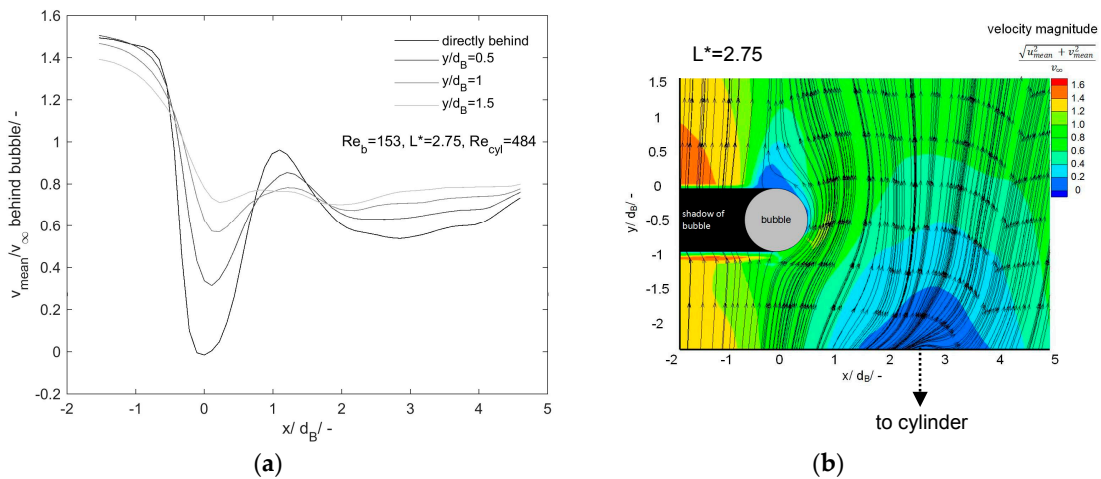 1.6
1.4
1.2
1
0.8
0.6
0.4
0.2
0
-0.2
-2 -1 0 1 2 3 4 5
x/ d_B/ -
v_mean/v_∞ behind bubble/ -
directly behind
y/d_B=0.5
y/d_B=1
y/d_B=1.5
Re_b=153, L*=2.75, Re_cyl=484
(a)
L*=2.75
velocity magnitude
√(u²_mean + v²_mean)
v_∞
1.6
1.4
1.2
1.0
0.8
0.6
0.4
0.2
0
1.5
1
0.5
0
-0.5
-1
-1.5
-2
y/ d_B/ -
shadow of
bubble
bubble
-2 -1 0 1 2 3 4 5
x/ d_B/ -
to cylinder
(b)